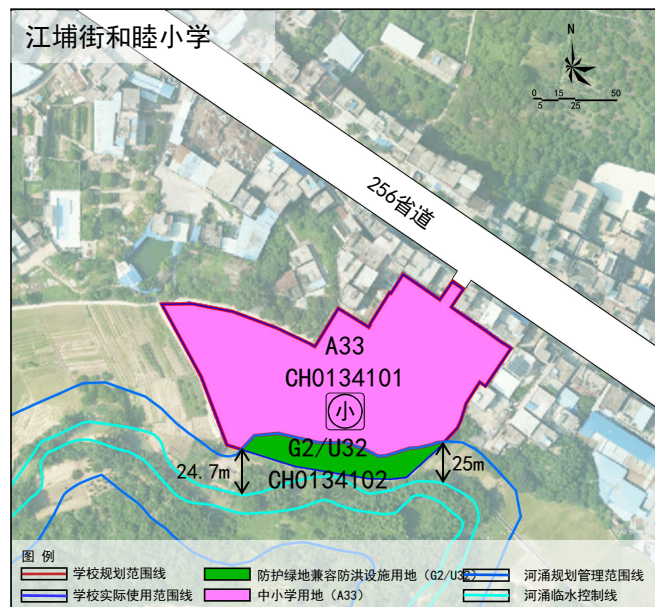 江埔街和睦小学
N
0 15 50
5 25
256省道
A33
CH0134101
小
G2/U32
CH0134102
24.7m
25m
图 例
学校规划范围线
防护绿地兼容防洪设施用地（G2/U32）
河涌规划管理范围线
学校实际使用范围线
中小学用地（A33）
河涌临水控制线